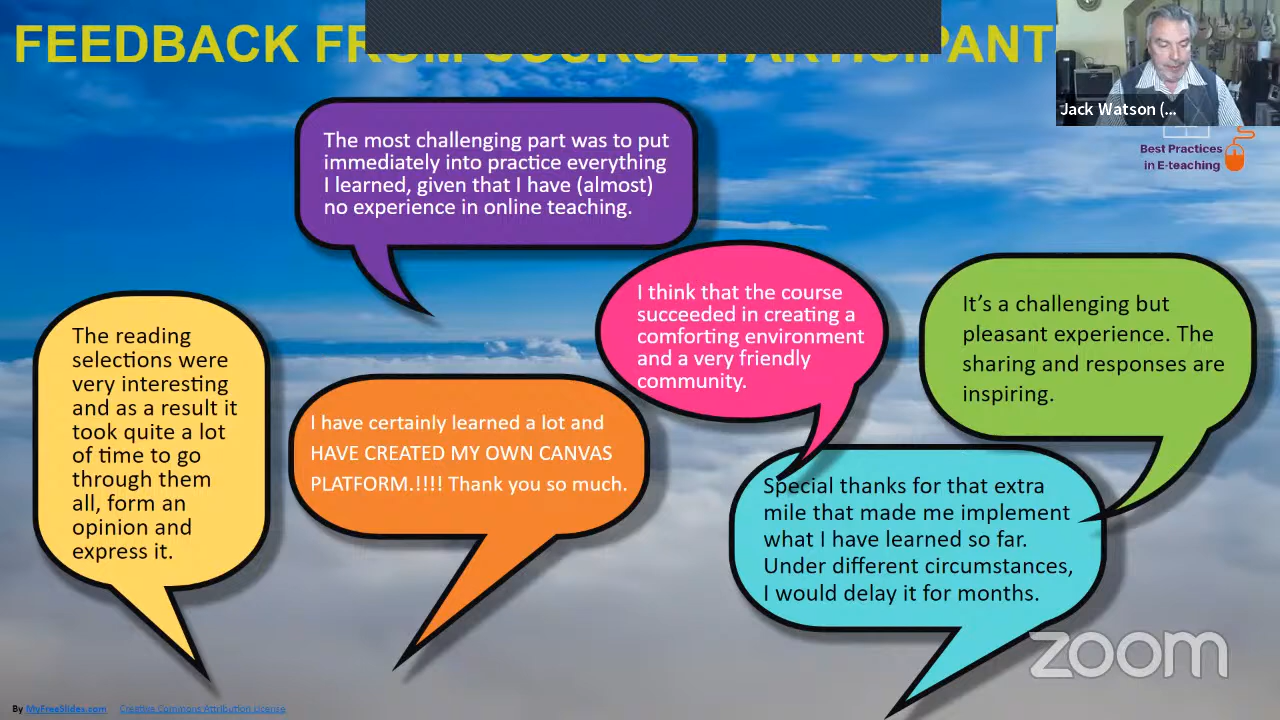 FEEDBACK FROM COURSE PARTICIPANT
Jack Watson (...
Best Practices
in E-teaching
The most challenging part was to put
immediately into practice everything
I learned, given that I have (almost)
no experience in online teaching.
I think that the course
succeeded in creating a
comforting environment
and a very friendly
community.
It’s a challenging but
pleasant experience. The
sharing and responses are
inspiring.
The reading
selections were
very interesting
and as a result it
took quite a lot
of time to go
through them
all, form an
opinion and
express it.
I have certainly learned a lot and
HAVE CREATED MY OWN CANVAS
PLATFORM.!!!! Thank you so much.
Special thanks for that extra
mile that made me implement
what I have learned so far.
Under different circumstances,
I would delay it for months.
zoom
By MyFreeSlides.com Creative Commons Attribution License